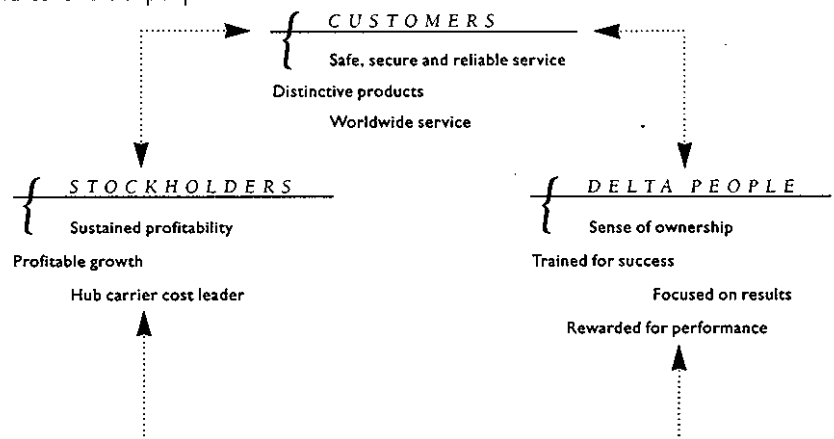 CUSTOMERS
Safe, secure and reliable service
Distinctive products
Worldwide service
STOCKHOLDERS
Sustained profitability
Profitable growth
Hub carrier cost leader
DELTA PEOPLE
Sense of ownership
Trained for success
Focused on results
Rewarded for performance